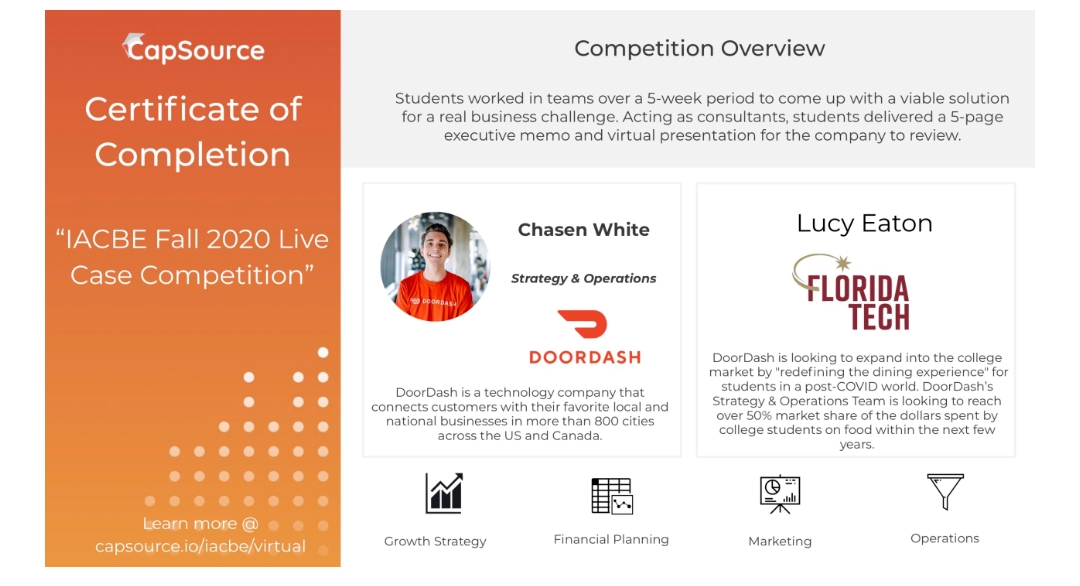 CapSource
Certificate of
Completion
“IACBE Fall 2020 Live
Case Competition”
Learn more @
capsource.io/iacbe/virtual
Competition Overview
Students worked in teams over a 5-week period to come up with a viable solution
for a real business challenge. Acting as consultants, students delivered a 5-page
executive memo and virtual presentation for the company to review.
Chasen White
Strategy & Operations
DOORDASH
DOORDASH
DoorDash is a technology company that
connects customers with their favorite local and
national businesses in more than 800 cities
across the US and Canada.
Lucy Eaton
FLORIDA
TECH
DoorDash is looking to expand into the college
market by "redefining the dining experience" for
students in a post-COVID world. DoorDash’s
Strategy & Operations Team is looking to reach
over 50% market share of the dollars spent by
college students on food within the next few
years.
Growth Strategy
Financial Planning
Marketing
Operations